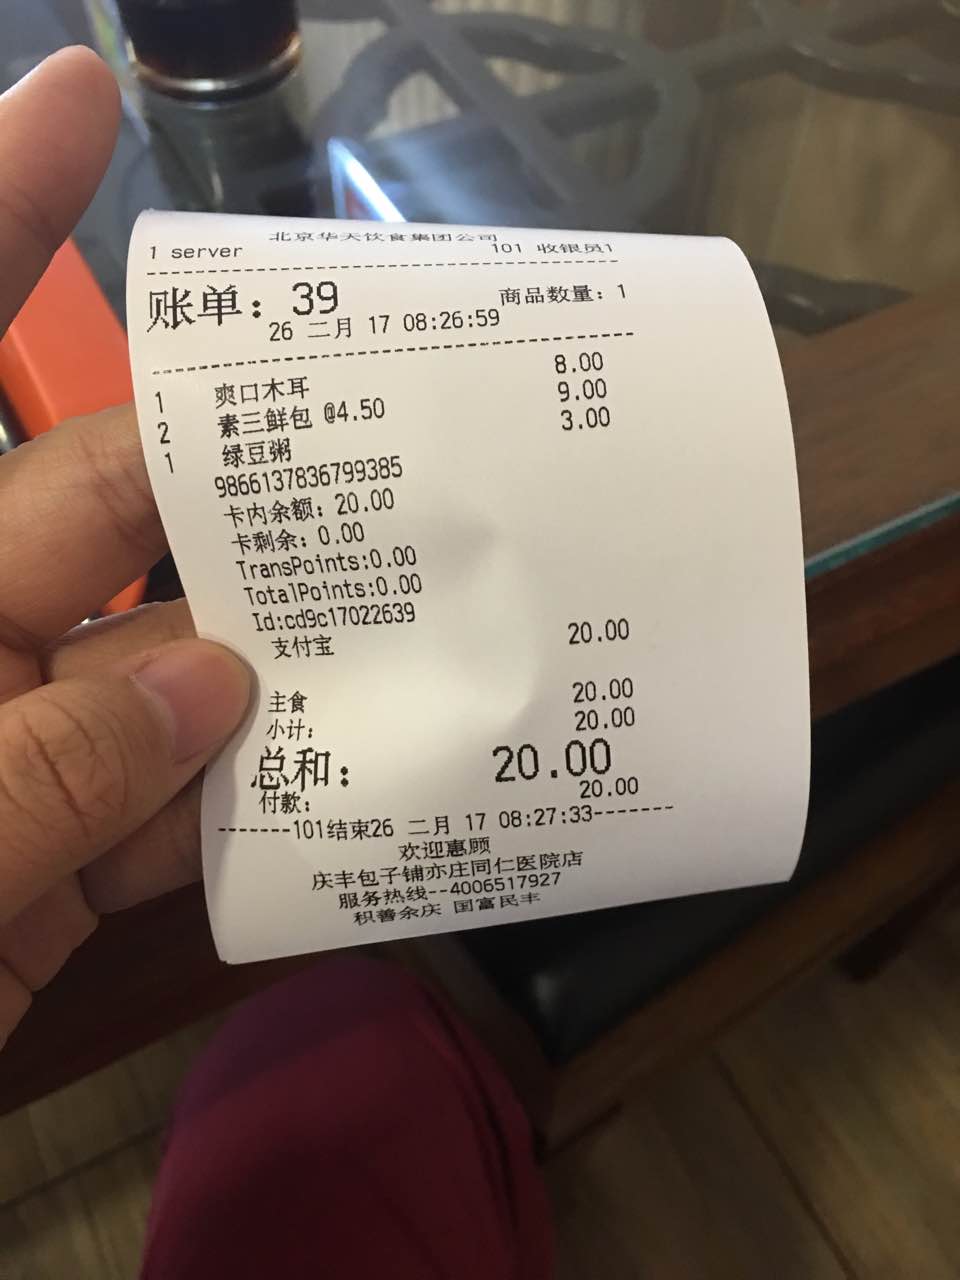 北京华天饮食集团公司
1 server 101 收银员1
账单：39 商品数量：1
26 二月 17 08:26:59
1 爽口木耳 8.00
2 素三鲜包 @4.50 9.00
1 绿豆粥 3.00
9866137836799385
卡内余额：20.00
卡剩余：0.00
TransPoints:0.00
TotalPoints:0.00
Id:cd9c17022639
支付宝 20.00
主食 20.00
小计： 20.00
总和： 20.00
付款： 20.00
-------101结束26 二月 17 08:27:33-------
欢迎惠顾
庆丰包子铺亦庄同仁医院店
服务热线--4006517927
积善余庆 国富民丰